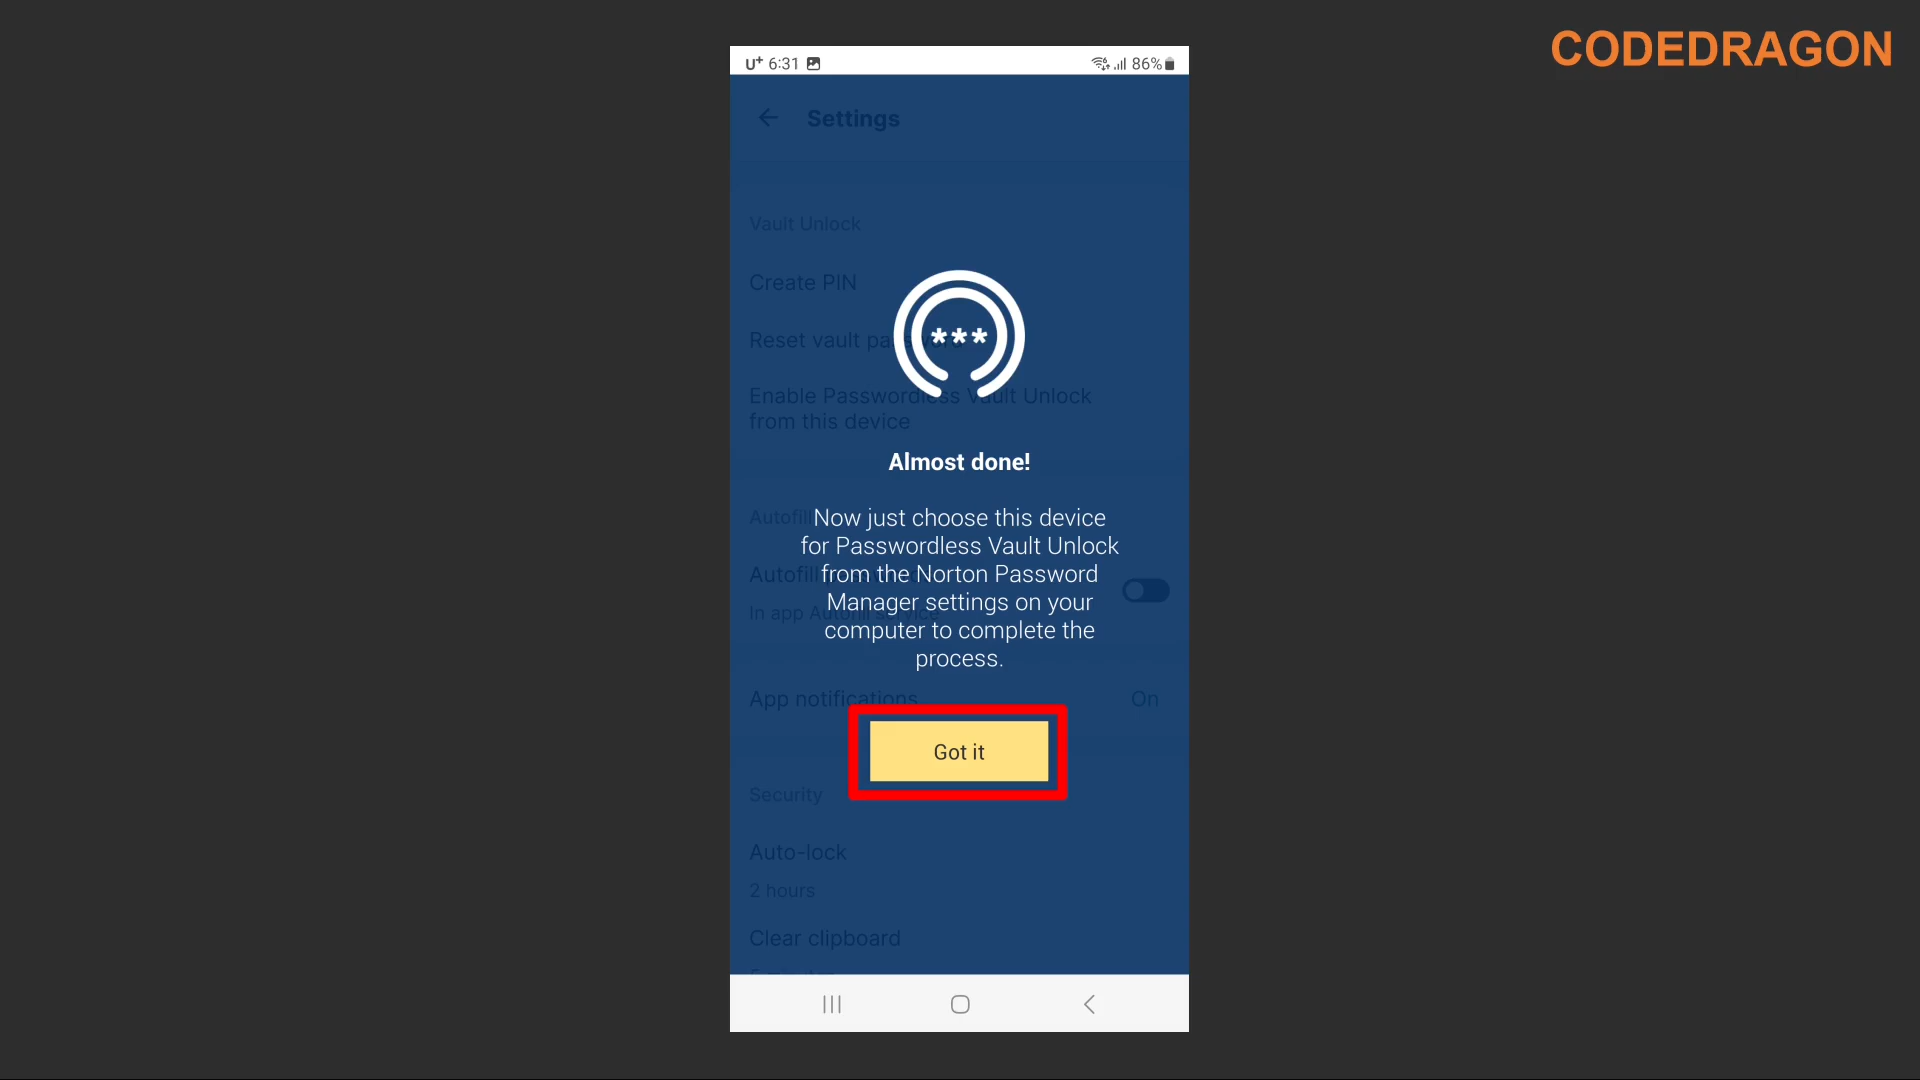 CODEDRAGON
U+ 6:31 86%
Settings
Vault Unlock
Create PIN
Reset vault password
***
Enable Passwordless Vault Unlock
from this device
Almost done!
Now just choose this device
for Passwordless Vault Unlock
from the Norton Password
Manager settings on your
computer to complete the
process.
Autofill
Autofill
In app Autofill service
App notifications On
Got it
Security
Auto-lock
2 hours
Clear clipboard